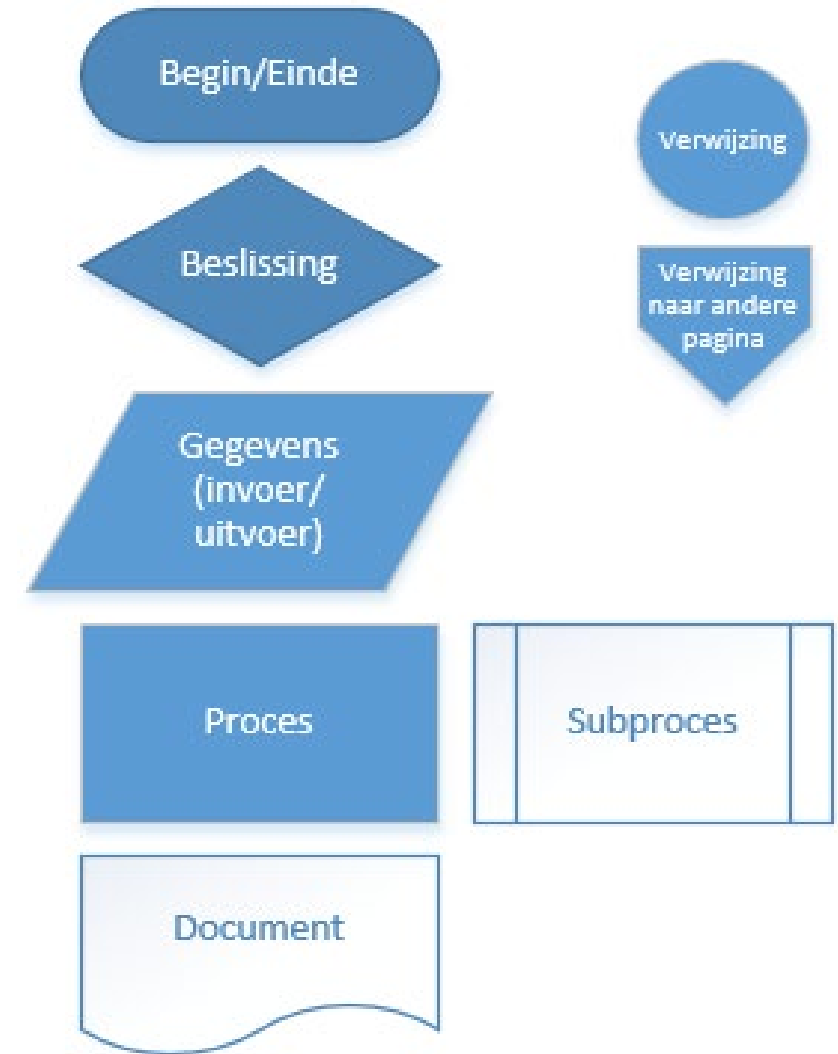 Begin/Einde
Verwijzing
Beslissing
Verwijzing
naar andere
pagina
Gegevens
(invoer/
uitvoer)
Proces
Subproces
Document